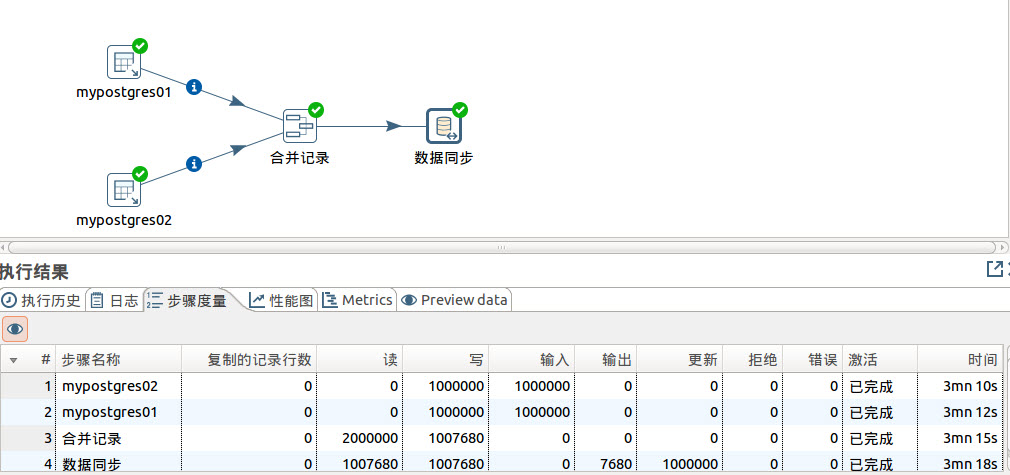 mypostgres01
合并记录
数据同步
mypostgres02
执行结果
执行历史 日志 步骤度量 性能图 Metrics Preview data
# 步骤名称 复制的记录行数 读 写 输入 输出 更新 拒绝 错误 激活 时间
1 mypostgres02 0 0 1000000 1000000 0 0 0 0 已完成 3mn 10s
2 mypostgres01 0 0 1000000 1000000 0 0 0 0 已完成 3mn 12s
3 合并记录 0 2000000 1007680 0 0 0 0 0 已完成 3mn 15s
4 数据同步 0 1007680 1007680 0 7680 1000000 0 0 已完成 3mn 18s